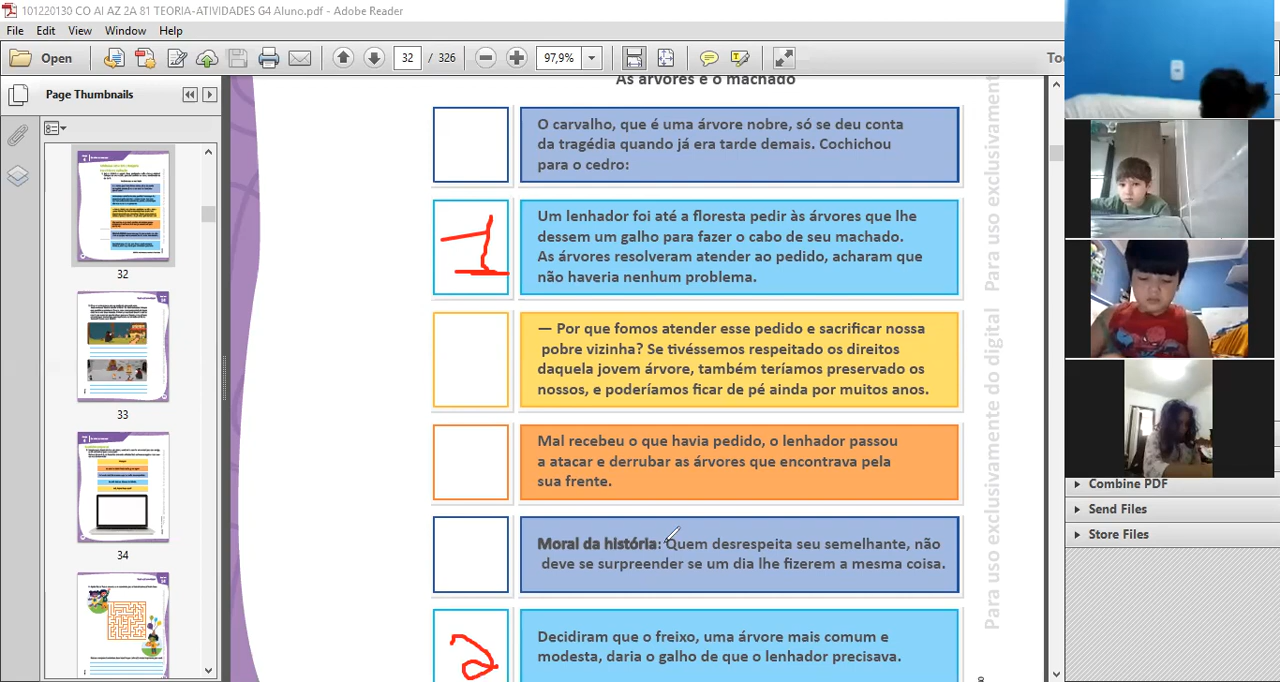 101220130 CO AI AZ 2A 81 TEORIA-ATIVIDADES G4 Aluno.pdf - Adobe Reader
File Edit View Window Help
Open 32 / 326 97,9%
Page Thumbnails
32
33
34
As árvores e o machado
O carvalho, que é uma árvore nobre, só se deu conta
da tragédia quando já era tarde demais. Cochichou
para o cedro:
1
Um lenhador foi até a floresta pedir às árvores que lhe
dessem um galho para fazer o cabo de seu machado.
As árvores resolveram atender ao pedido, acharam que
não haveria nenhum problema.
— Por que fomos atender esse pedido e sacrificar nossa
pobre vizinha? Se tivéssemos respeitado os direitos
daquela jovem árvore, também teríamos preservado os
nossos, e poderíamos ficar de pé ainda por muitos anos.
Mal recebeu o que havia pedido, o lenhador passou
a atacar e derrubar as árvores que encontrava pela
sua frente.
Moral da história: Quem desrespeita seu semelhante, não
deve se surpreender se um dia lhe fizerem a mesma coisa.
2
Decidiram que o freixo, uma árvore mais comum e
modesta, daria o galho de que o lenhador precisava.
Para uso exclusivamente do digital Para uso exclusivament
Combine PDF
Send Files
Store Files